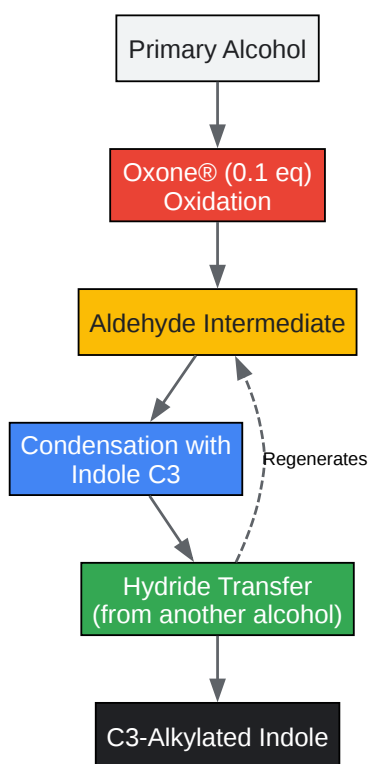 Primary Alcohol
Oxone® (0.1 eq)
Oxidation
Aldehyde Intermediate
Condensation with
Indole C3
Regenerates
Hydride Transfer
(from another alcohol)
C3-Alkylated Indole